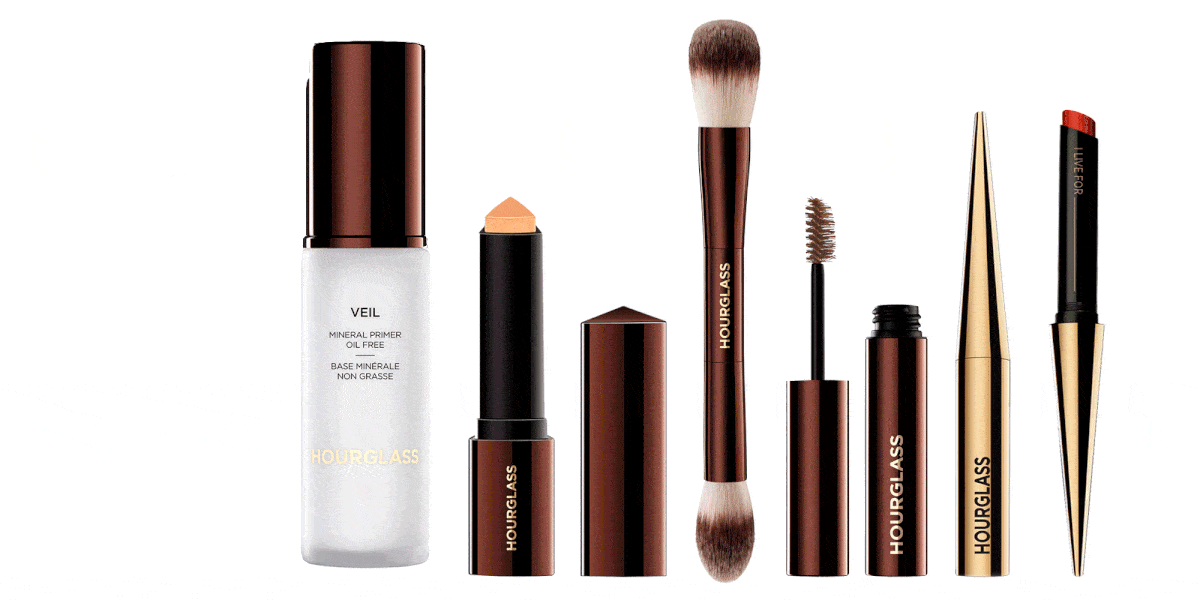 VEIL
MINERAL PRIMER
OIL FREE
BASE MINÉRALE
NON GRASSE
HOURGLASS
HOURGLASS
HOURGLASS
HOURGLASS
HOURGLASS
I LIVE FOR